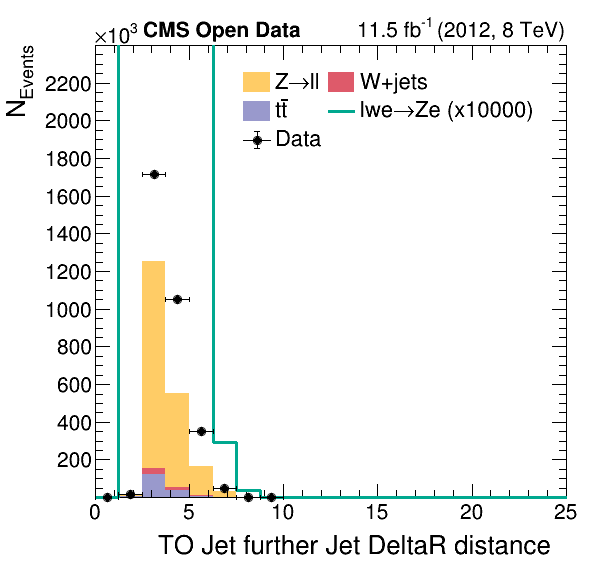 ×10³ CMS Open Data 11.5 fb⁻¹ (2012, 8 TeV)
N_Events
Z→ll W+jets
tt̄ lwe→Ze (x10000)
Data
2200
2000
1800
1600
1400
1200
1000
800
600
400
200
0 5 10 15 20 25
TO Jet further Jet DeltaR distance